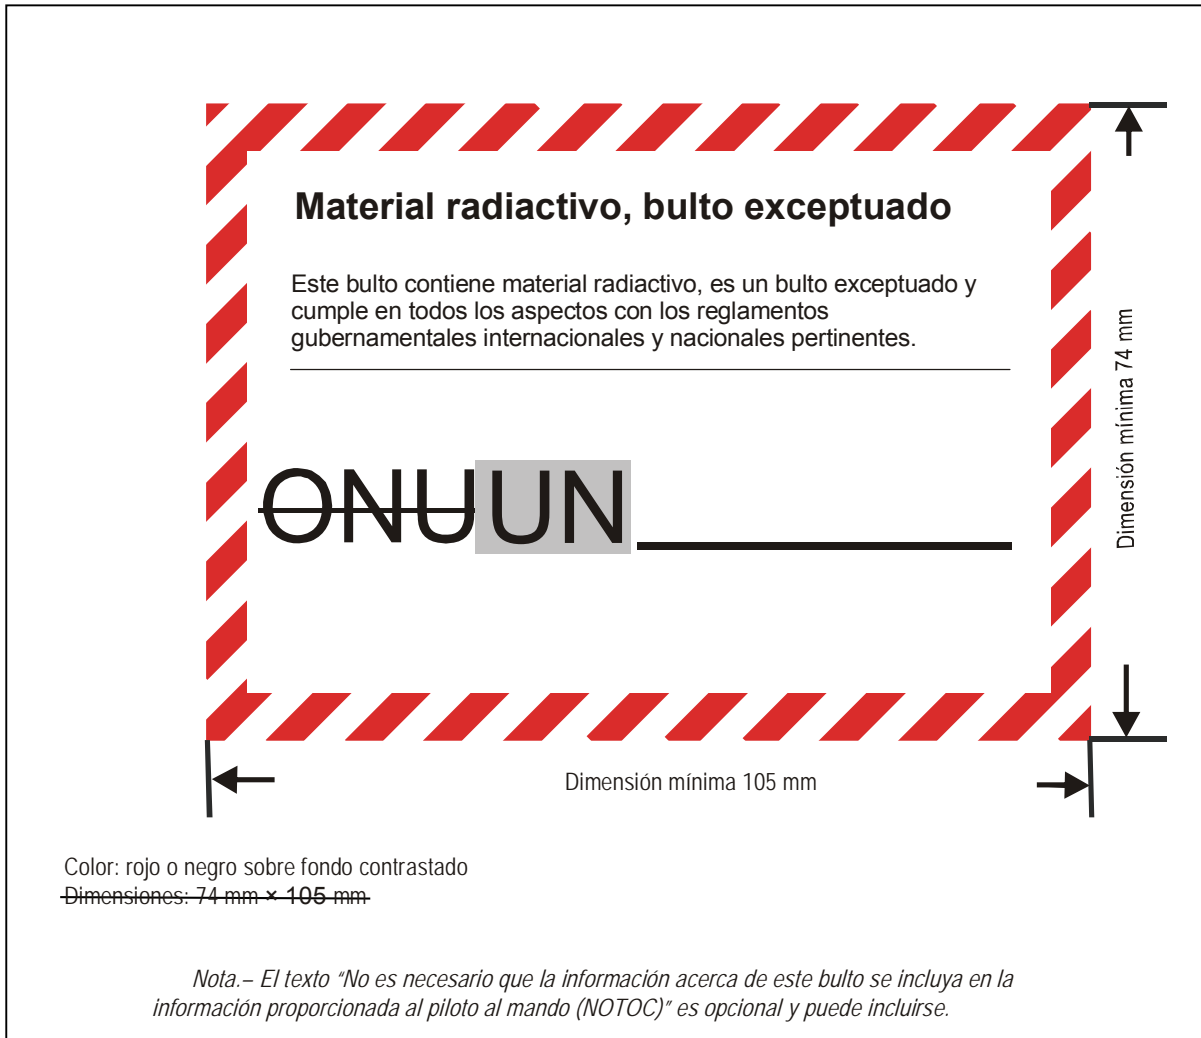 Material radiactivo, bulto exceptuado
Este bulto contiene material radiactivo, es un bulto exceptuado y
cumple en todos los aspectos con los reglamentos
gubernamentales internacionales y nacionales pertinentes.
ONUUN
Dimensión mínima 74 mm
Dimensión mínima 105 mm
Color: rojo o negro sobre fondo contrastado
Dimensiones: 74 mm × 105 mm
Nota.– El texto “No es necesario que la información acerca de este bulto se incluya en la
información proporcionada al piloto al mando (NOTOC)” es opcional y puede incluirse.